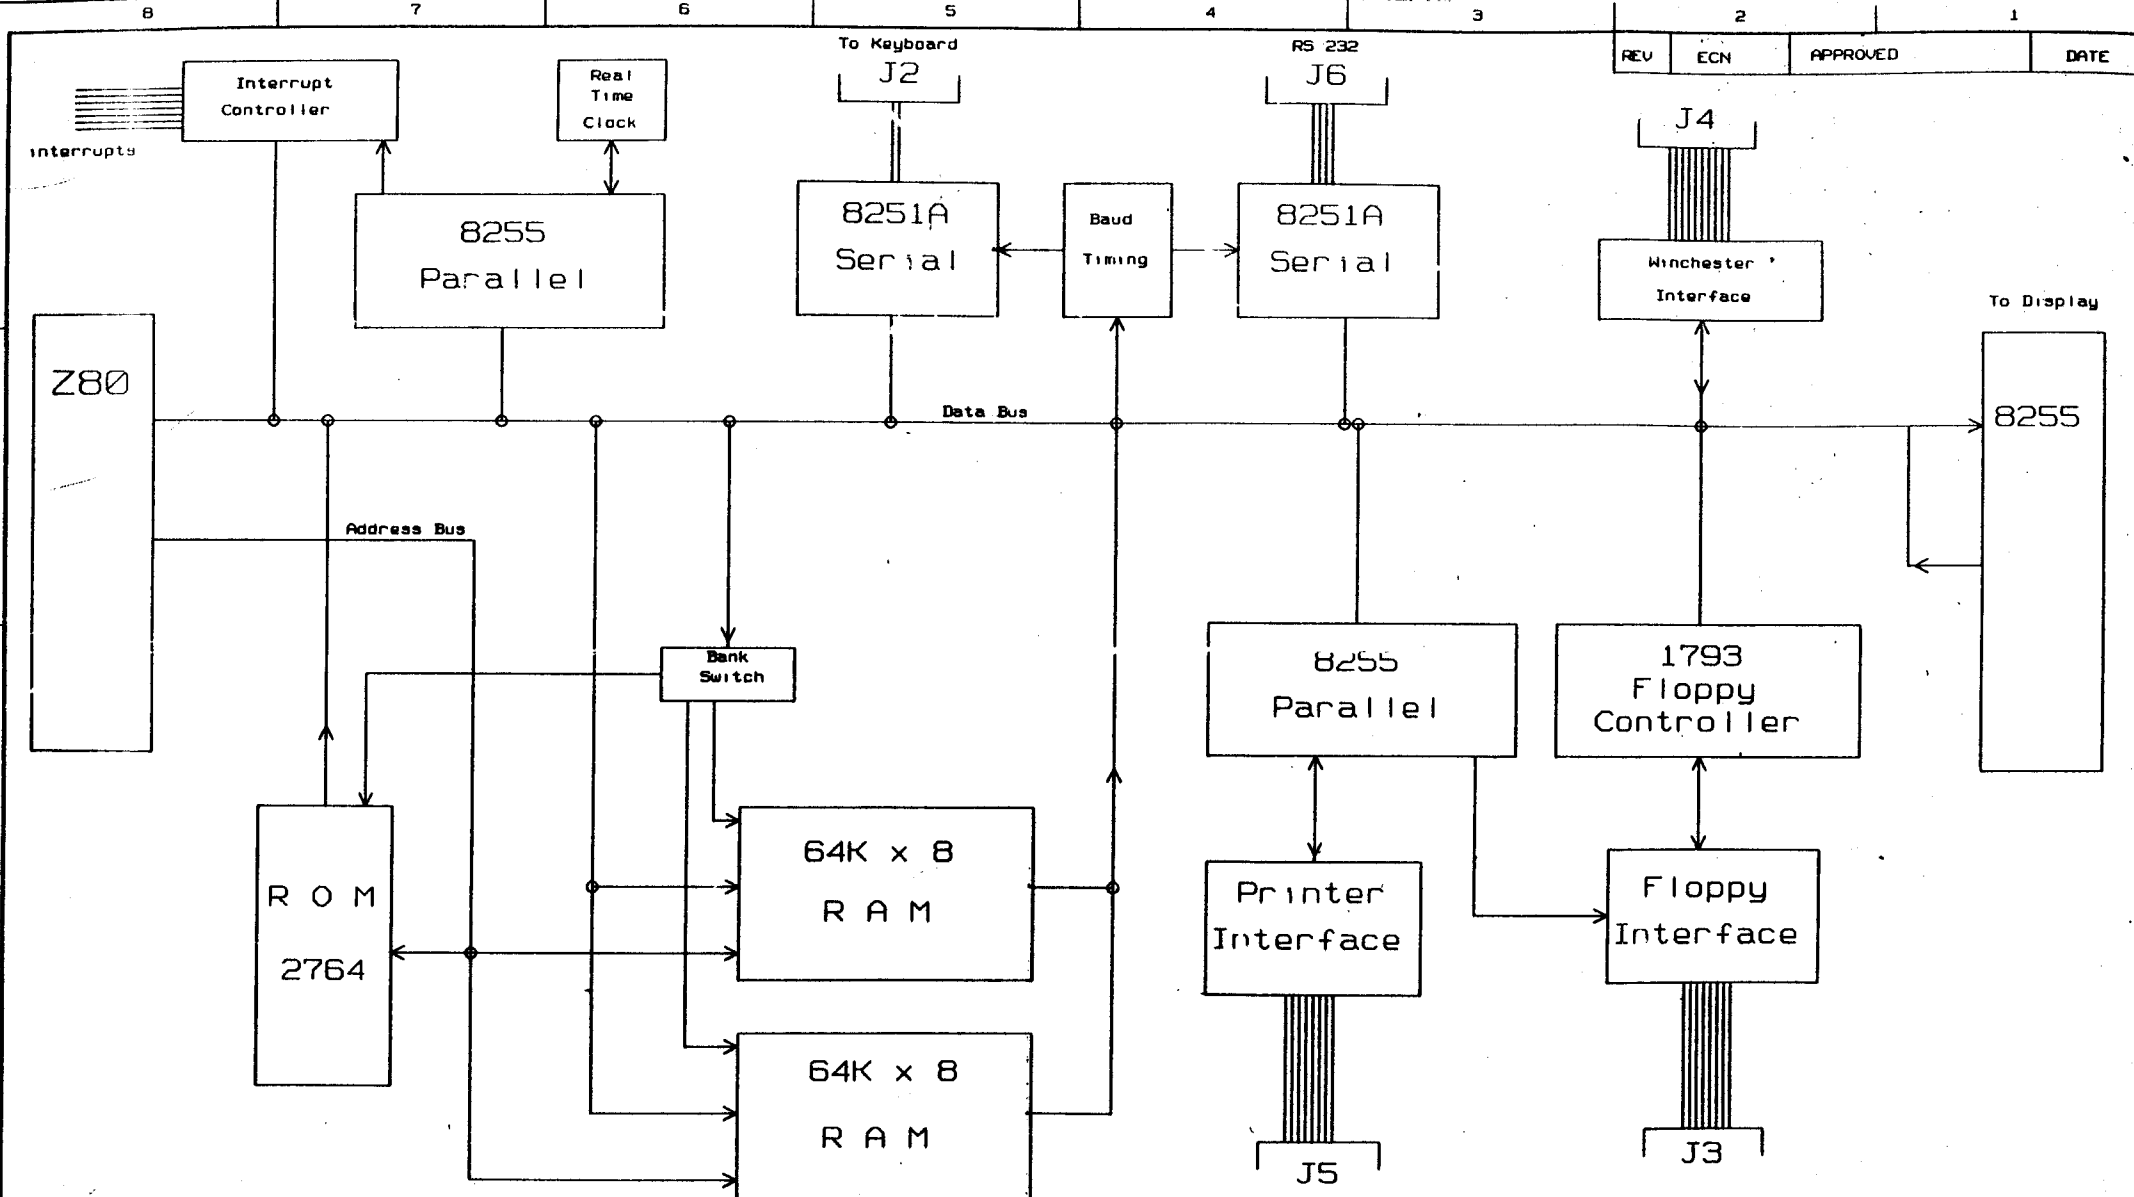 8 7 6 5 4 3 2 1
REV ECN APPROVED DATE
To Keyboard
J2
RS 232
J6
J4
Interrupt
Controller
interrupts
Real
Time
Clock
8255
Parallel
8251A
Serial
Baud
Timing
8251A
Serial
Winchester
Interface
To Display
8255
Z80
Data Bus
Address Bus
Bank
Switch
8255
Parallel
1793
Floppy
Controller
ROM
2764
64K x 8
RAM
64K x 8
RAM
Printer
Interface
Floppy
Interface
J5
J3